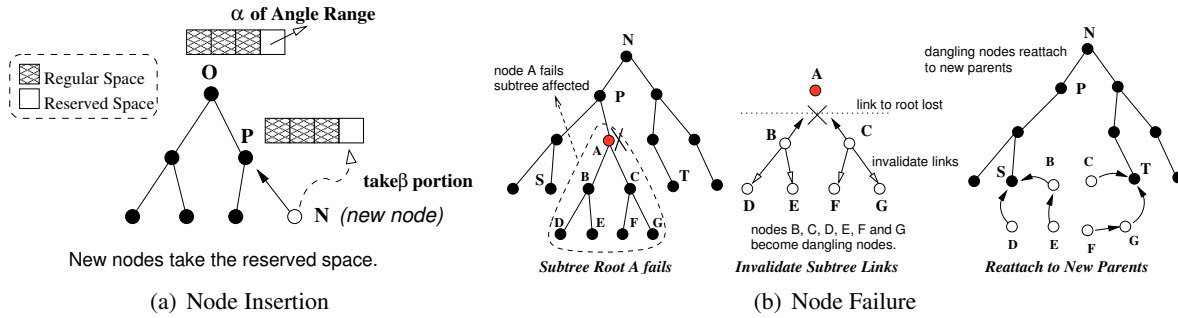 α of Angle Range
Regular Space
Reserved Space
O
P
takeβ portion
N (new node)
New nodes take the reserved space.
(a) Node Insertion
node A fails
subtree affected
N
P
A
S
B
C
T
D
E
F
G
Subtree Root A fails
A
link to root lost
B
C
invalidate links
D
E
F
G
nodes B, C, D, E, F and G
become dangling nodes.
Invalidate Subtree Links
dangling nodes reattach
to new parents
N
P
S
B
C
T
D
E
F
G
Reattach to New Parents
(b) Node Failure